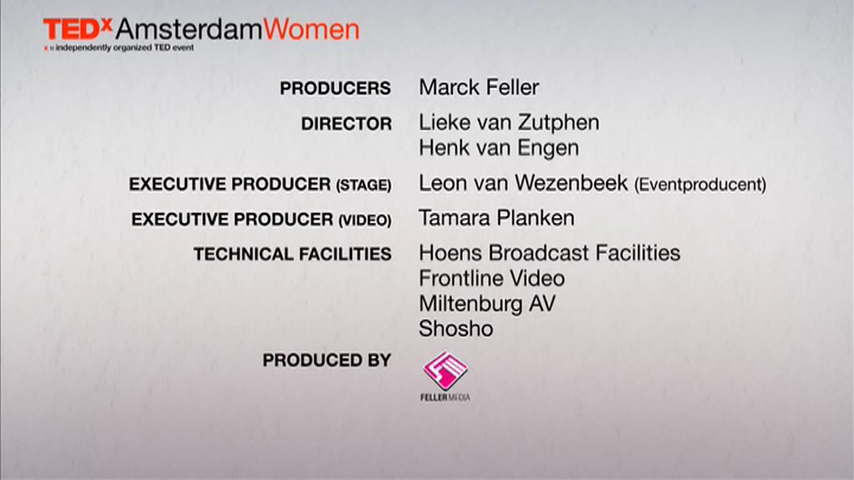 TEDxAmsterdamWomen
x = independently organized TED event
PRODUCERS Marck Feller
DIRECTOR Lieke van Zutphen
Henk van Engen
EXECUTIVE PRODUCER (STAGE) Leon van Wezenbeek (Eventproducent)
EXECUTIVE PRODUCER (VIDEO) Tamara Planken
TECHNICAL FACILITIES Hoens Broadcast Facilities
Frontline Video
Miltenburg AV
Shosho
PRODUCED BY
FELLER MEDIA